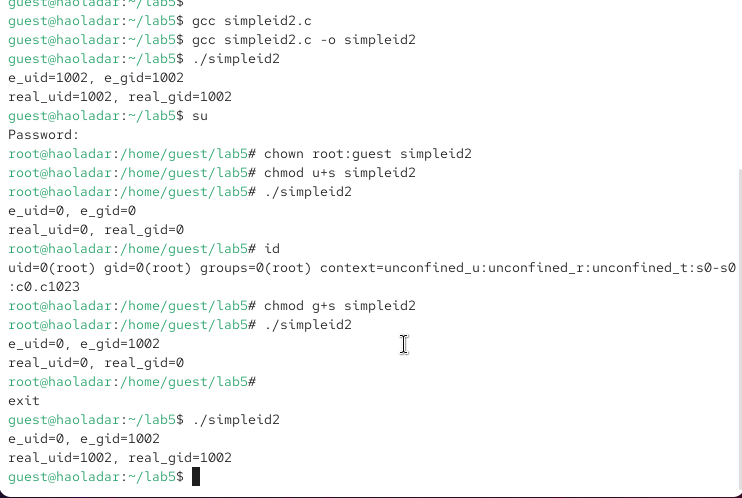 guest@haoladar:~/lab5$
guest@haoladar:~/lab5$ gcc simpleid2.c
guest@haoladar:~/lab5$ gcc simpleid2.c -o simpleid2
guest@haoladar:~/lab5$ ./simpleid2
e_uid=1002, e_gid=1002
real_uid=1002, real_gid=1002
guest@haoladar:~/lab5$ su
Password:
root@haoladar:/home/guest/lab5# chown root:guest simpleid2
root@haoladar:/home/guest/lab5# chmod u+s simpleid2
root@haoladar:/home/guest/lab5# ./simpleid2
e_uid=0, e_gid=0
real_uid=0, real_gid=0
root@haoladar:/home/guest/lab5# id
uid=0(root) gid=0(root) groups=0(root) context=unconfined_u:unconfined_r:unconfined_t:s0-s0
:c0.c1023
root@haoladar:/home/guest/lab5# chmod g+s simpleid2
root@haoladar:/home/guest/lab5# ./simpleid2
e_uid=0, e_gid=1002
real_uid=0, real_gid=0
root@haoladar:/home/guest/lab5#
exit
guest@haoladar:~/lab5$ ./simpleid2
e_uid=0, e_gid=1002
real_uid=1002, real_gid=1002
guest@haoladar:~/lab5$